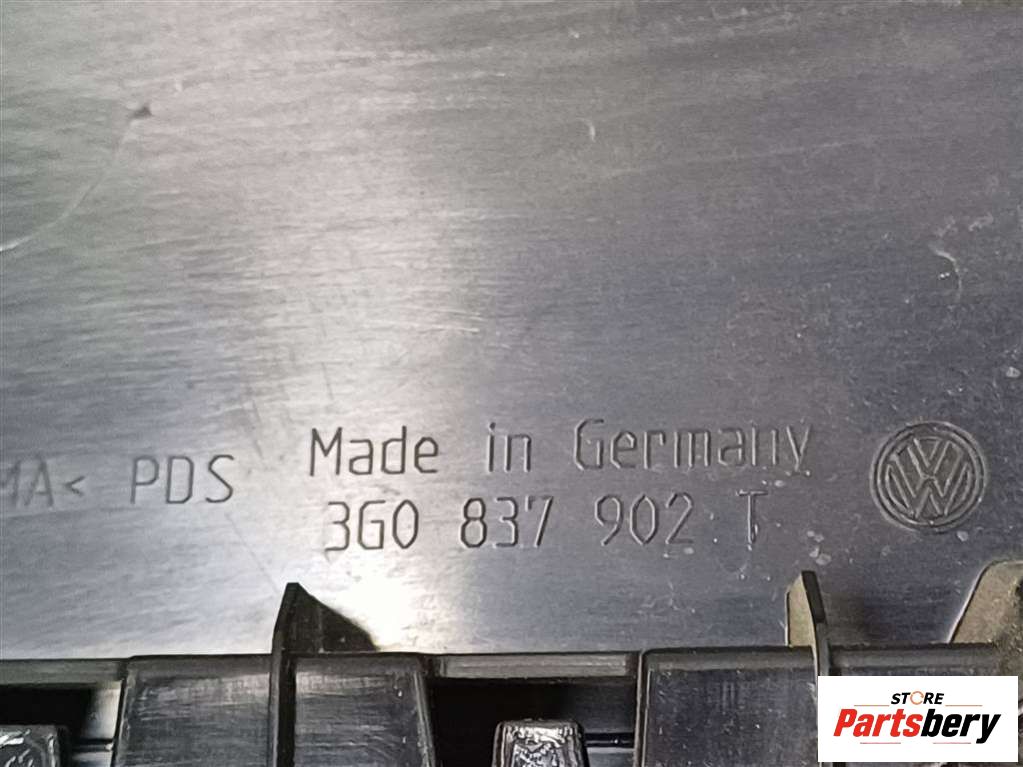 MA< PDS
Made in Germany
3G0 837 902 T
STORE
Partsbery